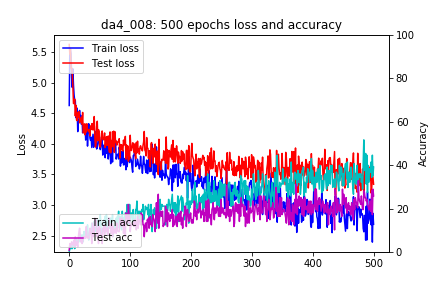 da4_008: 500 epochs loss and accuracy
Train loss
Test loss
Train acc
Test acc
Loss
5.5
5.0
4.5
4.0
3.5
3.0
2.5
Accuracy
100
80
60
40
20
0
0 100 200 300 400 500